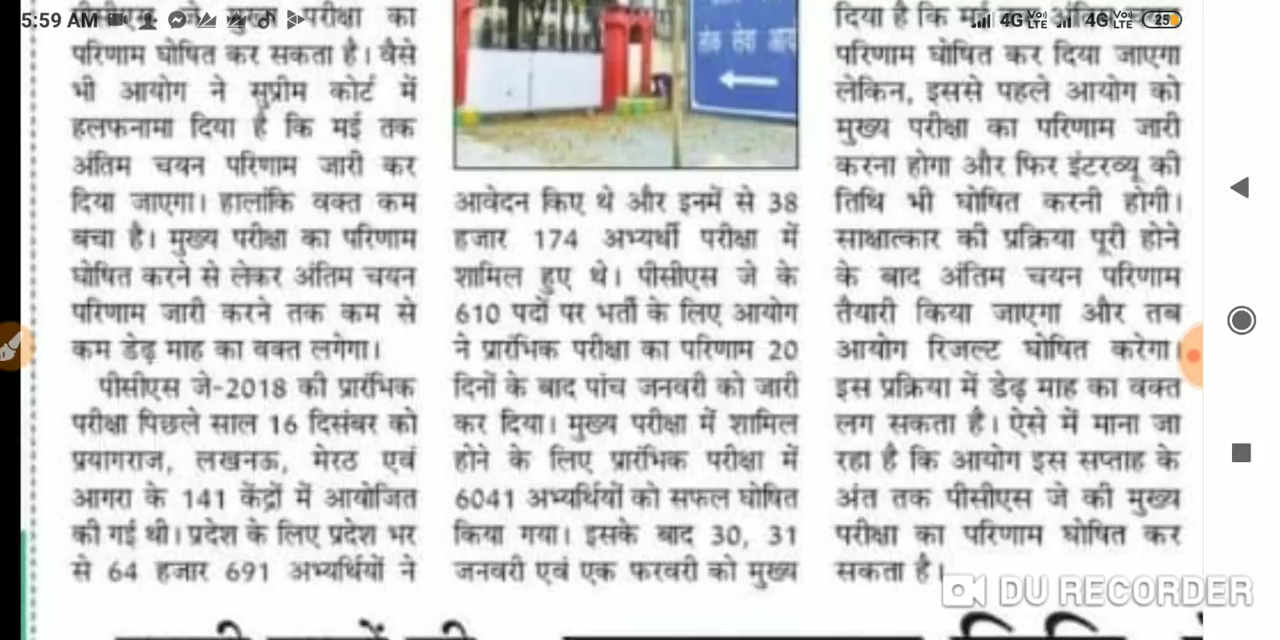 5:59 AM
4G
4G
25
परीक्षा का
परिणाम घोषित कर सकता है। वैसे
भी आयोग ने सुप्रीम कोर्ट में
हलफनामा दिया है कि मई तक
अंतिम चयन परिणाम जारी कर
दिया जाएगा। हालांकि वक्त कम
बचा है। मुख्य परीक्षा का परिणाम
घोषित करने से लेकर अंतिम चयन
परिणाम जारी करने तक कम से
कम डेढ़ माह का वक्त लगेगा।
पीसीएस जे-2018 की प्रारंभिक
परीक्षा पिछले साल 16 दिसंबर को
प्रयागराज, लखनऊ, मेरठ एवं
आगरा के 141 केंद्रों में आयोजित
की गई थी। प्रदेश के लिए प्रदेश भर
से 64 हजार 691 अभ्यर्थियों ने
लोक सेवा आयो
आवेदन किए थे और इनमें से 38
हजार 174 अभ्यर्थी परीक्षा में
शामिल हुए थे। पीसीएस जे के
610 पदों पर भर्ती के लिए आयोग
ने प्रारंभिक परीक्षा का परिणाम 20
दिनों के बाद पांच जनवरी को जारी
कर दिया। मुख्य परीक्षा में शामिल
होने के लिए प्रारंभिक परीक्षा में
6041 अभ्यर्थियों को सफल घोषित
किया गया। इसके बाद 30, 31
जनवरी एवं एक फरवरी को मुख्य
दिया है कि मई
परिणाम घोषित कर दिया जाएगा
लेकिन, इससे पहले आयोग को
मुख्य परीक्षा का परिणाम जारी
करना होगा और फिर इंटरव्यू की
तिथि भी घोषित करनी होगी।
साक्षात्कार की प्रक्रिया पूरी होने
के बाद अंतिम चयन परिणाम
तैयारी किया जाएगा और तब
आयोग रिजल्ट घोषित करेगा।
इस प्रक्रिया में डेढ़ माह का वक्त
लग सकता है। ऐसे में माना जा
रहा है कि आयोग इस सप्ताह के
अंत तक पीसीएस जे की मुख्य
परीक्षा का परिणाम घोषित कर
सकता है।
DU RECORDER